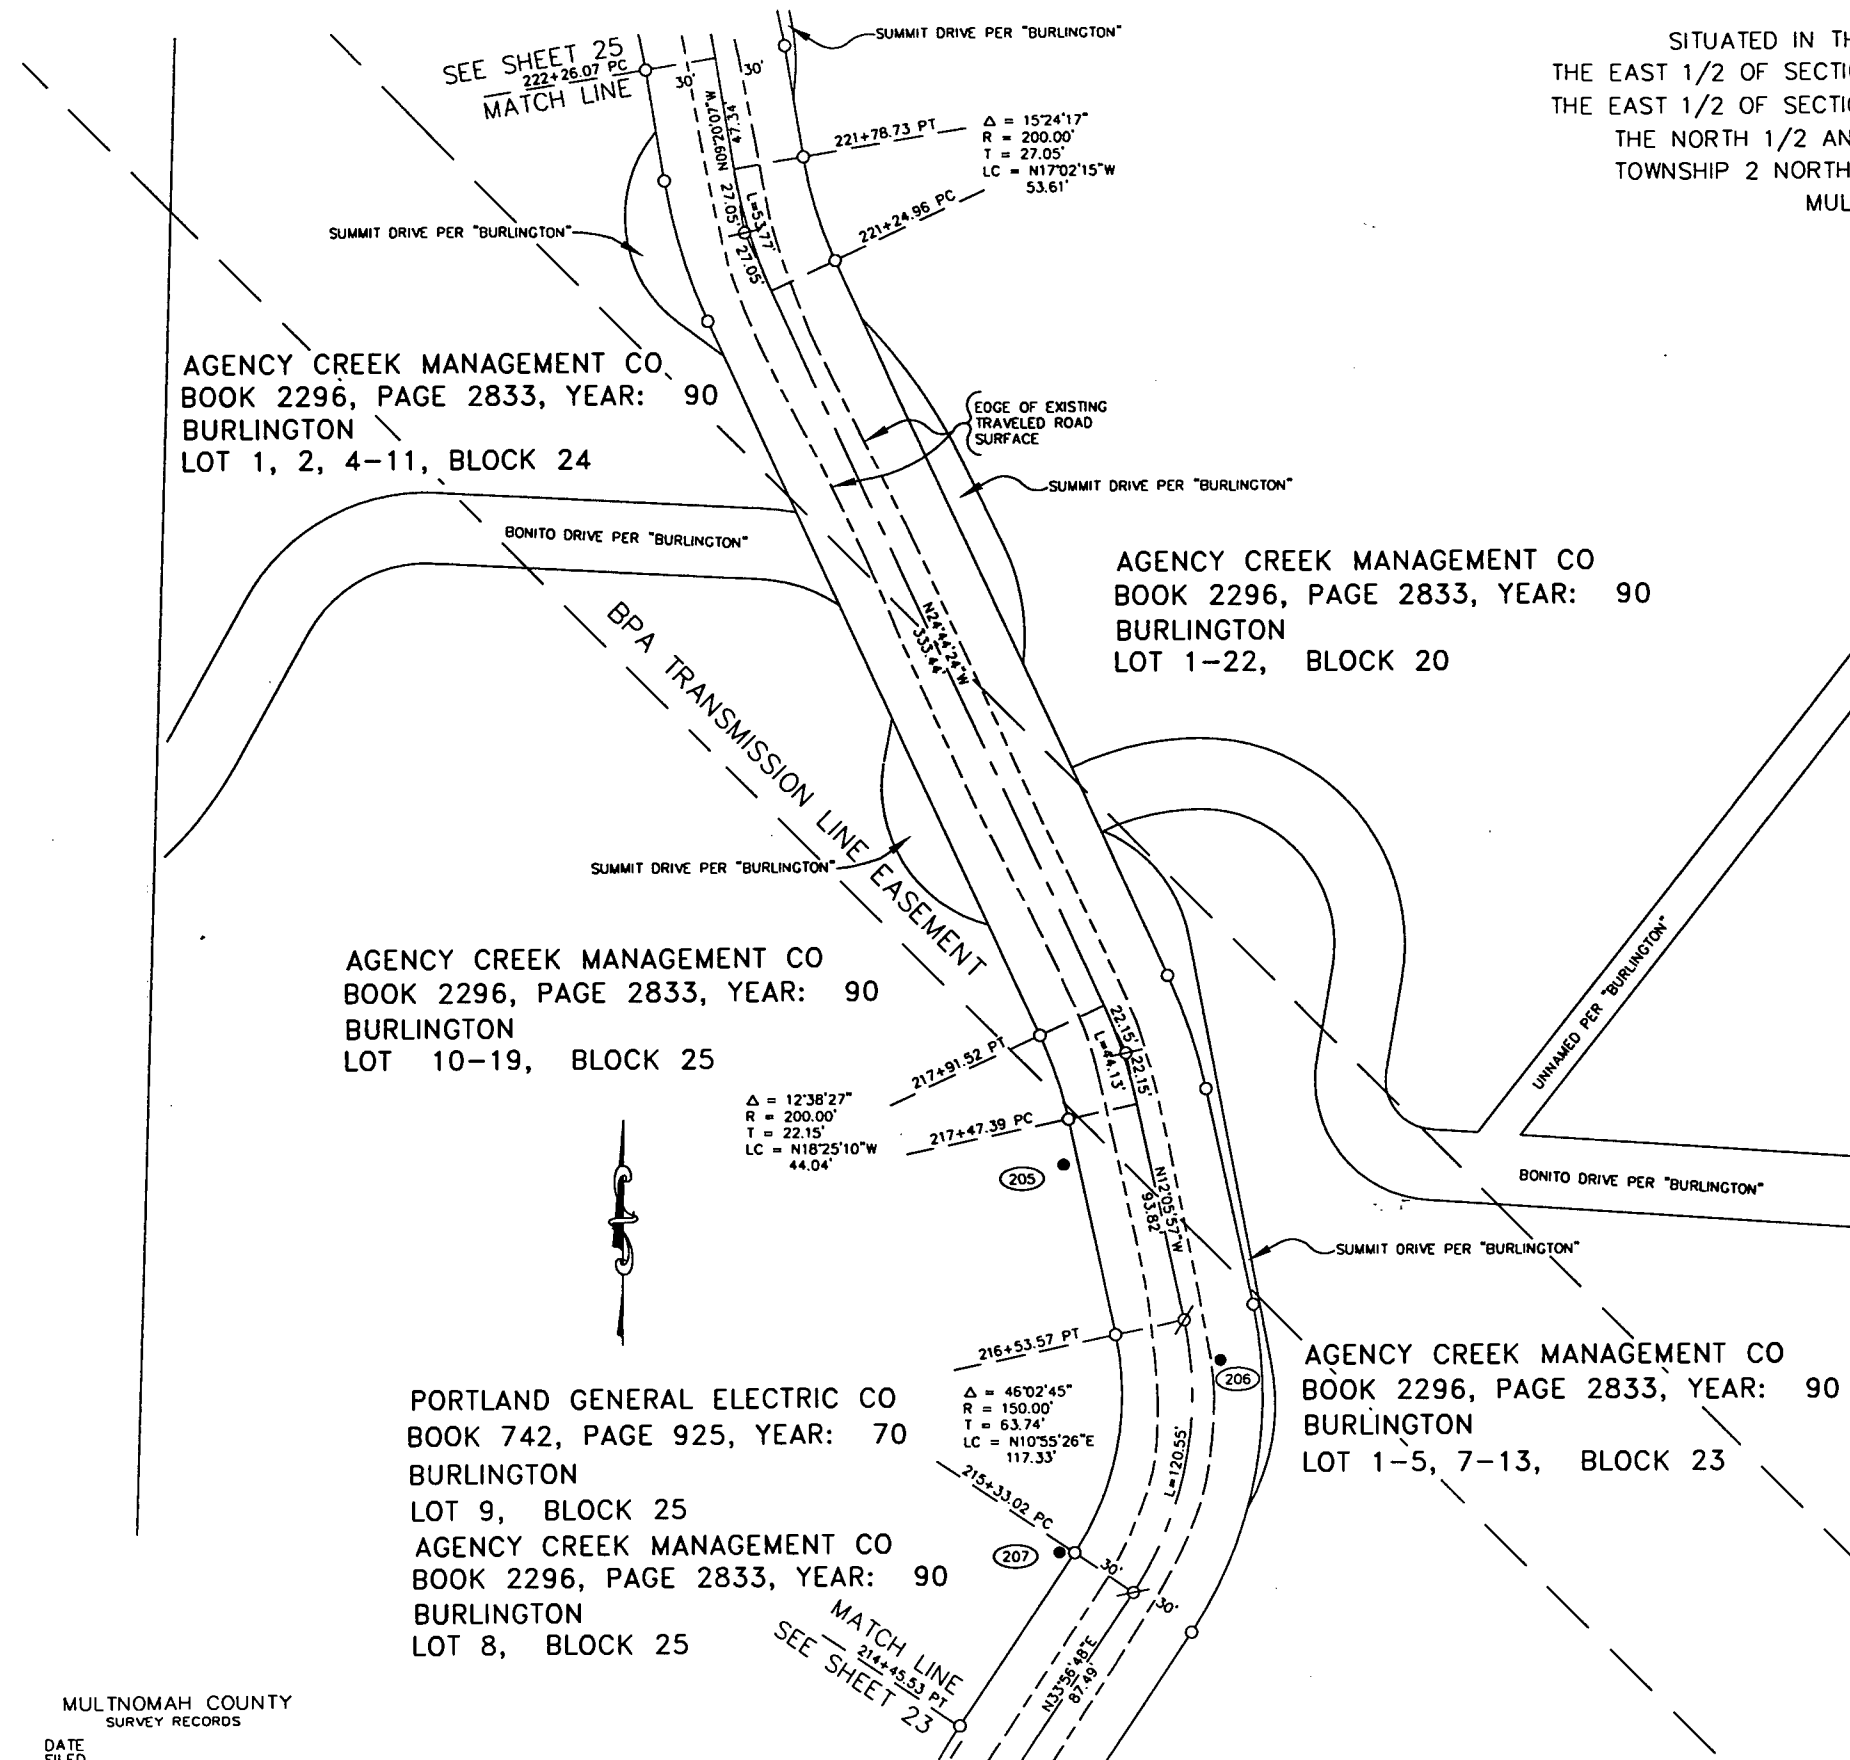 SEE SHEET 25
222+26.07 PC
MATCH LINE
30'
30'
SUMMIT DRIVE PER "BURLINGTON"
SITUATED IN TH
THE EAST 1/2 OF SECTIO
THE EAST 1/2 OF SECTIO
THE NORTH 1/2 AN
TOWNSHIP 2 NORTH
MUL
N09°20'07"W
47.34'
221+78.73 PT
Δ = 15°24'17"
R = 200.00'
T = 27.05'
LC = N17°02'15"W
53.61'
221+24.96 PC
27.05'
L=53.77'
27.05'
SUMMIT DRIVE PER "BURLINGTON"
AGENCY CREEK MANAGEMENT CO
BOOK 2296, PAGE 2833, YEAR: 90
BURLINGTON
LOT 1, 2, 4-11, BLOCK 24
EDGE OF EXISTING
TRAVELED ROAD
SURFACE
SUMMIT DRIVE PER "BURLINGTON"
BONITO DRIVE PER "BURLINGTON"
AGENCY CREEK MANAGEMENT CO
BOOK 2296, PAGE 2833, YEAR: 90
BURLINGTON
LOT 1-22, BLOCK 20
N24°44'24"W
333.44'
BPA TRANSMISSION LINE EASEMENT
SUMMIT DRIVE PER "BURLINGTON"
AGENCY CREEK MANAGEMENT CO
BOOK 2296, PAGE 2833, YEAR: 90
BURLINGTON
LOT 10-19, BLOCK 25
UNNAMED PER "BURLINGTON"
217+91.52 PT
22.15'
L=44.13'
22.15'
Δ = 12°38'27"
R = 200.00'
T = 22.15'
LC = N18°25'10"W
44.04'
217+47.39 PC
205
N12°05'57"W
93.82'
BONITO DRIVE PER "BURLINGTON"
SUMMIT DRIVE PER "BURLINGTON"
216+53.57 PT
206
AGENCY CREEK MANAGEMENT CO
BOOK 2296, PAGE 2833, YEAR: 90
BURLINGTON
LOT 1-5, 7-13, BLOCK 23
PORTLAND GENERAL ELECTRIC CO
BOOK 742, PAGE 925, YEAR: 70
BURLINGTON
LOT 9, BLOCK 25
Δ = 46°02'45"
R = 150.00'
T = 63.74'
LC = N10°55'26"E
117.33'
L=120.55'
215+33.02 PC
207
30'
30'
AGENCY CREEK MANAGEMENT CO
BOOK 2296, PAGE 2833, YEAR: 90
BURLINGTON
LOT 8, BLOCK 25
MATCH LINE
214+45.53 PT
SEE SHEET 23
N33°56'48"E
87.49'
MULTNOMAH COUNTY
SURVEY RECORDS
DATE
FILED